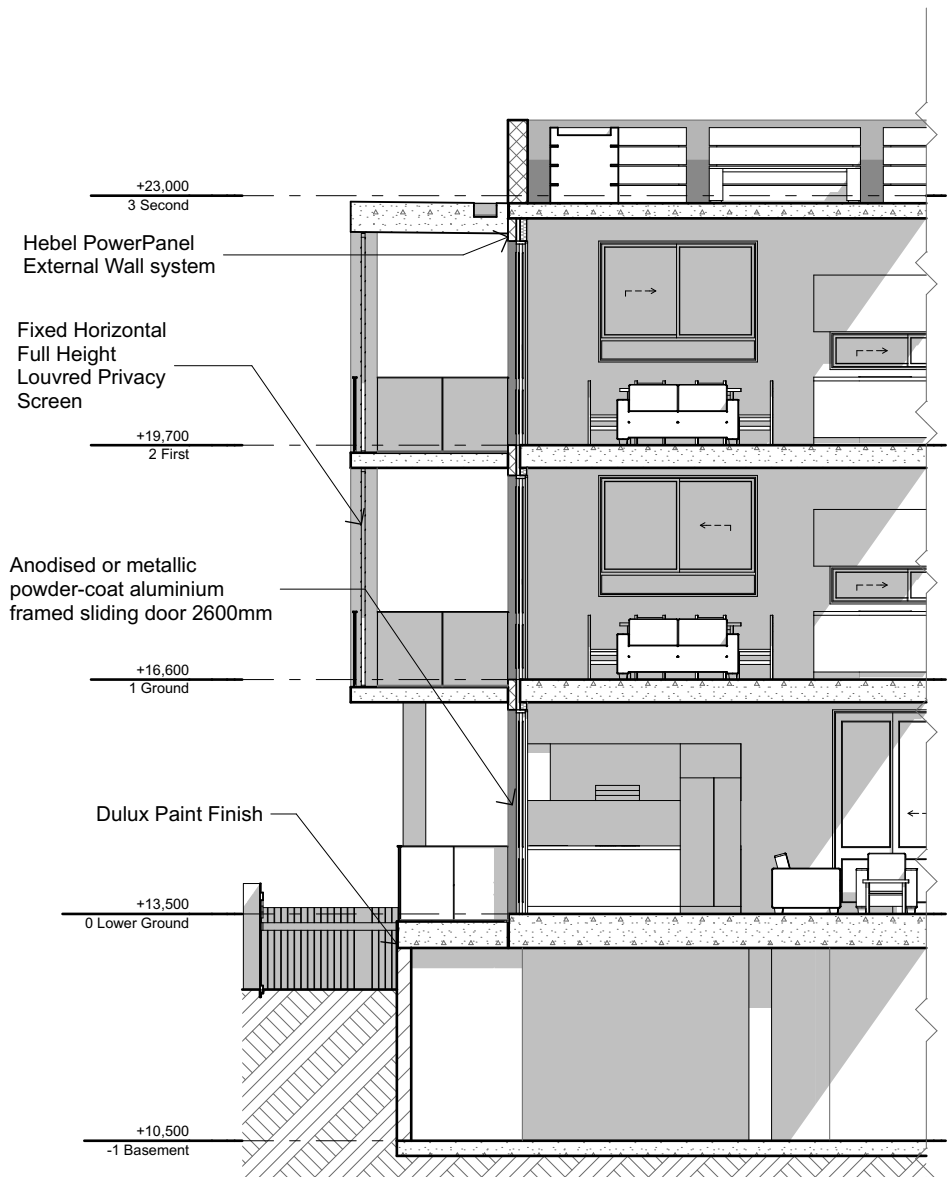 +23,000
3 Second
Hebel PowerPanel
External Wall system
Fixed Horizontal
Full Height
Louvred Privacy
Screen
+19,700
2 First
Anodised or metallic
powder-coat aluminium
framed sliding door 2600mm
+16,600
1 Ground
Dulux Paint Finish
+13,500
0 Lower Ground
+10,500
-1 Basement